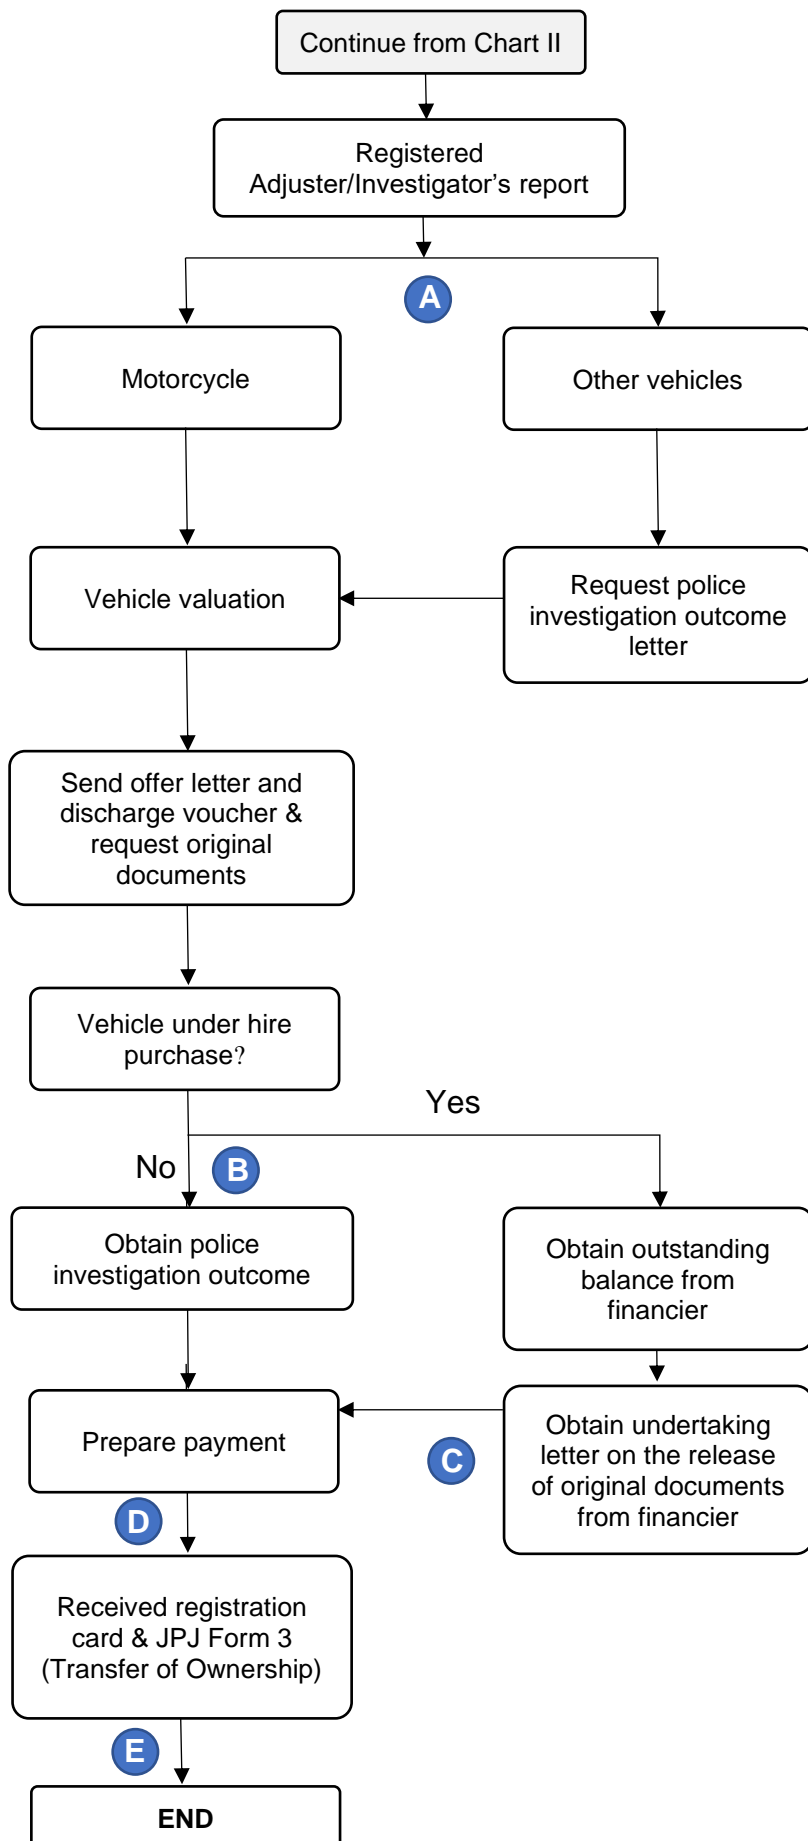 Continue from Chart II
Registered
Adjuster/Investigator’s report
A
Motorcycle
Other vehicles
Vehicle valuation
Request police
investigation outcome
letter
Send offer letter and
discharge voucher &
request original
documents
Vehicle under hire
purchase?
Yes
No
B
Obtain police
investigation outcome
Obtain outstanding
balance from
financier
Prepare payment
C
Obtain undertaking
letter on the release
of original documents
from financier
D
Received registration
card & JPJ Form 3
(Transfer of Ownership)
E
END